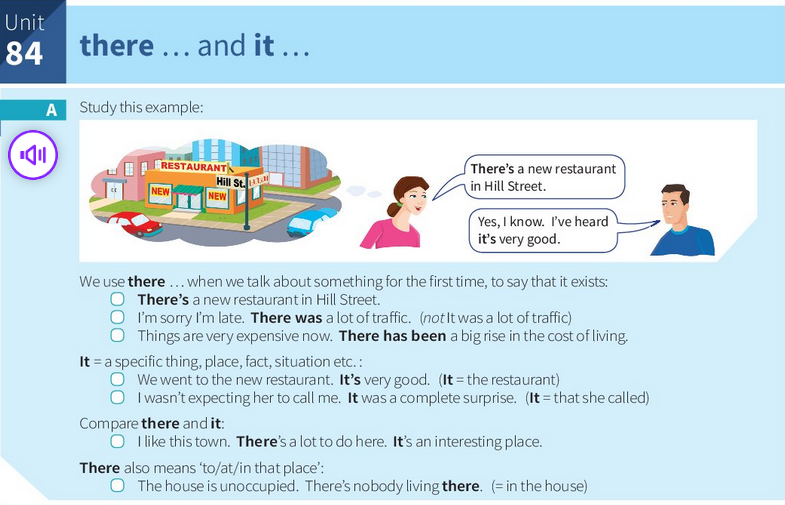 Unit
84
there … and it …
A
Study this example:
RESTAURANT
Hill St.
NEW
NEW
There's a new restaurant
in Hill Street.
Yes, I know. I've heard
it's very good.
We use there … when we talk about something for the first time, to say that it exists:
There's a new restaurant in Hill Street.
I'm sorry I'm late. There was a lot of traffic. (not It was a lot of traffic)
Things are very expensive now. There has been a big rise in the cost of living.
It = a specific thing, place, fact, situation etc. :
We went to the new restaurant. It's very good. (It = the restaurant)
I wasn't expecting her to call me. It was a complete surprise. (It = that she called)
Compare there and it:
I like this town. There's a lot to do here. It's an interesting place.
There also means ‘to/at/in that place’:
The house is unoccupied. There's nobody living there. (= in the house)